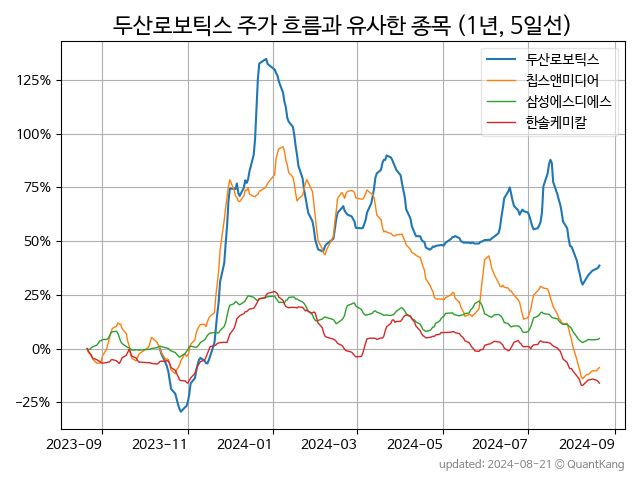 두산로보틱스 주가 흐름과 유사한 종목 (1년, 5일선)
두산로보틱스
칩스앤미디어
삼성에스디에스
한솔케미칼
125%
100%
75%
50%
25%
0%
−25%
2023-09 2023-11 2024-01 2024-03 2024-05 2024-07 2024-09
updated: 2024-08-21 © QuantKang